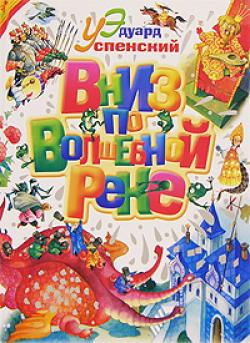 Эдуард
Успенский
Вниз
по
Волшебной
реке